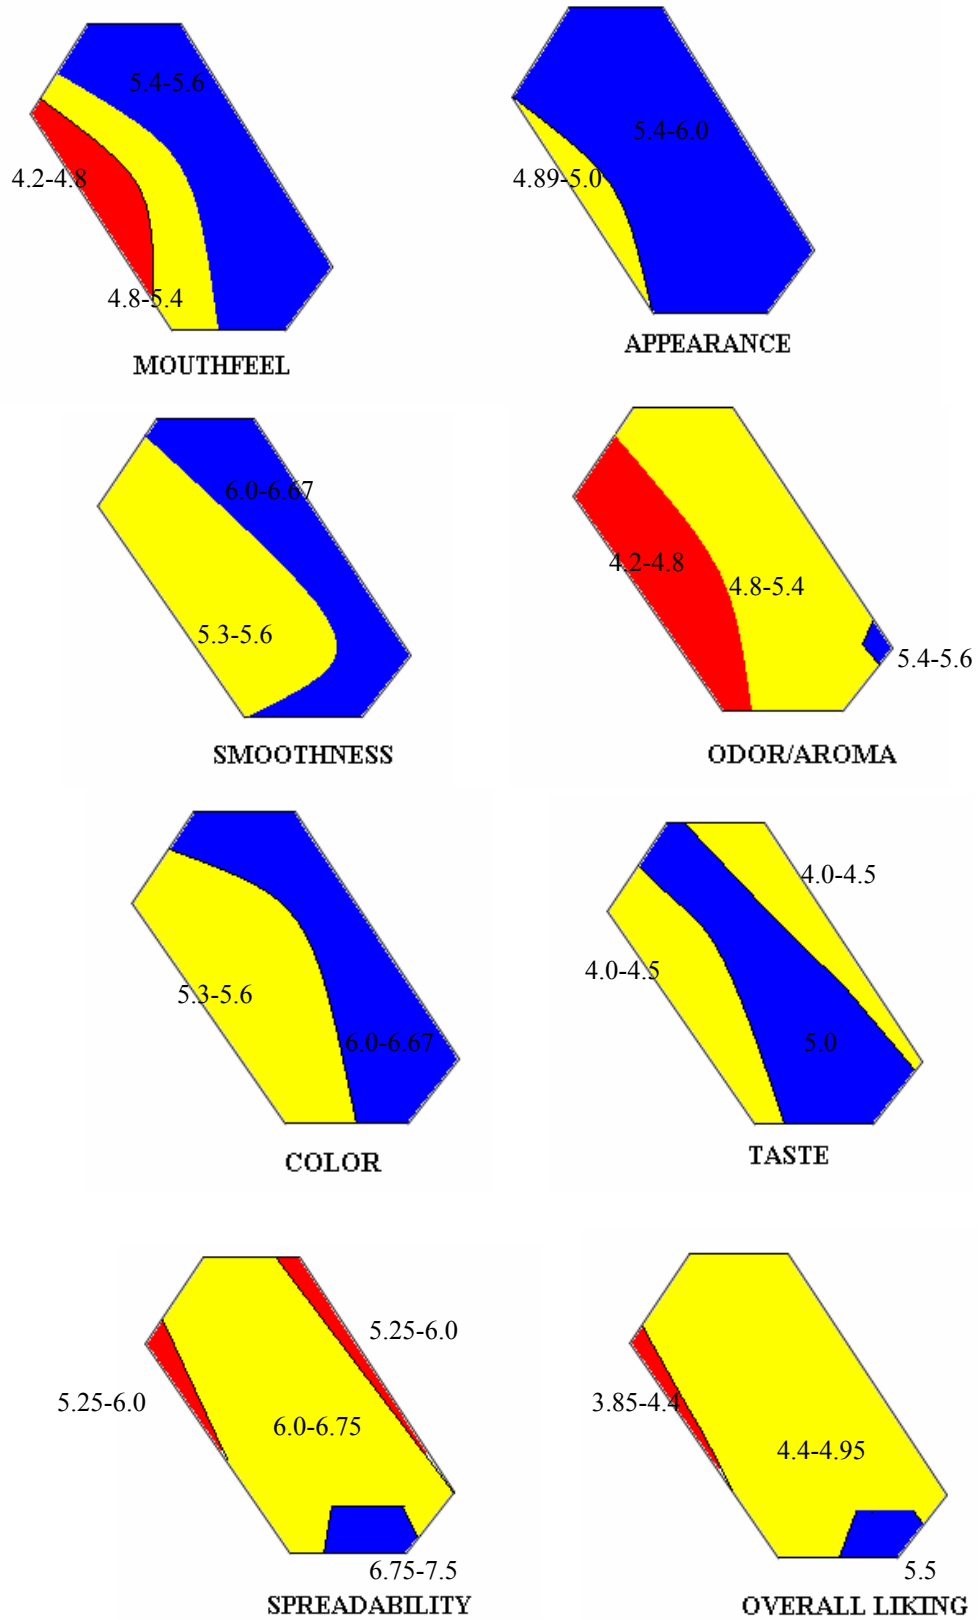 5.4-5.6
4.2-4.8
4.8-5.4
MOUTHFEEL
5.4-6.0
4.89-5.0
APPEARANCE
6.0-6.67
5.3-5.6
SMOOTHNESS
4.2-4.8
4.8-5.4
5.4-5.6
ODOR/AROMA
5.3-5.6
6.0-6.67
COLOR
4.0-4.5
4.0-4.5
5.0
TASTE
5.25-6.0
5.25-6.0
6.0-6.75
6.75-7.5
SPREADABILITY
3.85-4.4
4.4-4.95
5.5
OVERALL LIKING